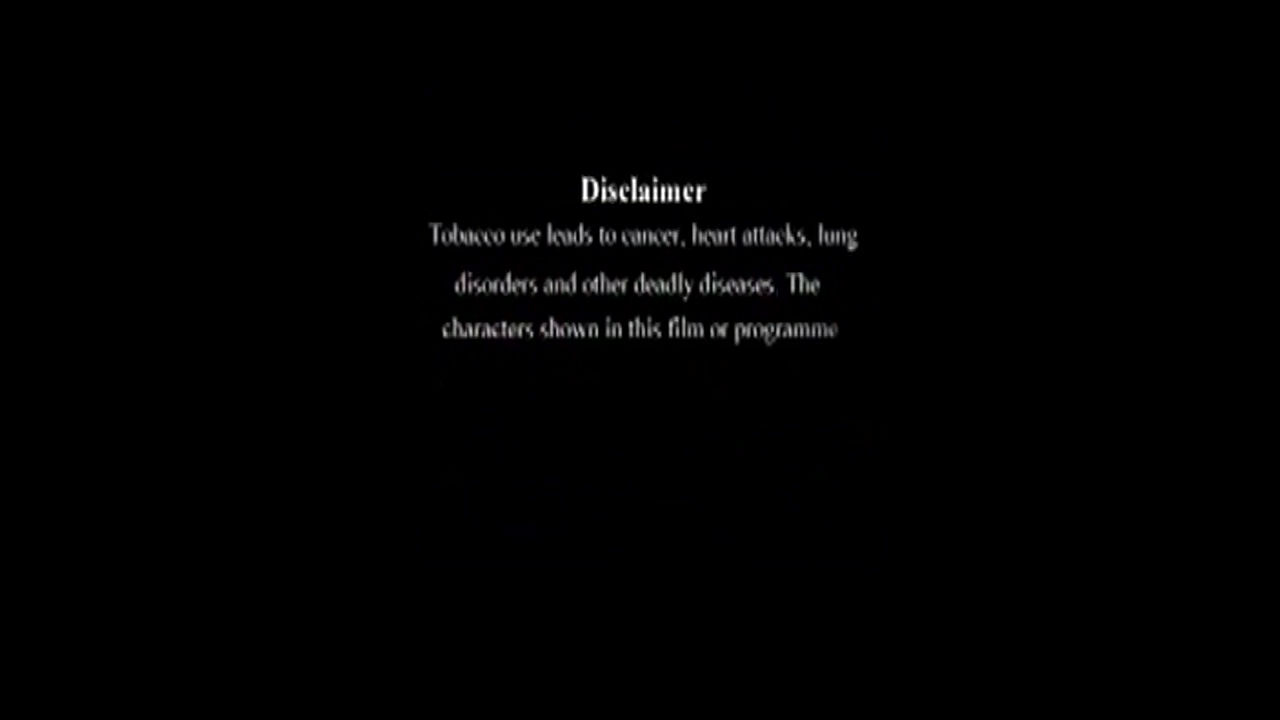 Disclaimer
Tobacco use leads to cancer, heart attacks, lung
disorders and other deadly diseases. The
characters shown in this film or programme